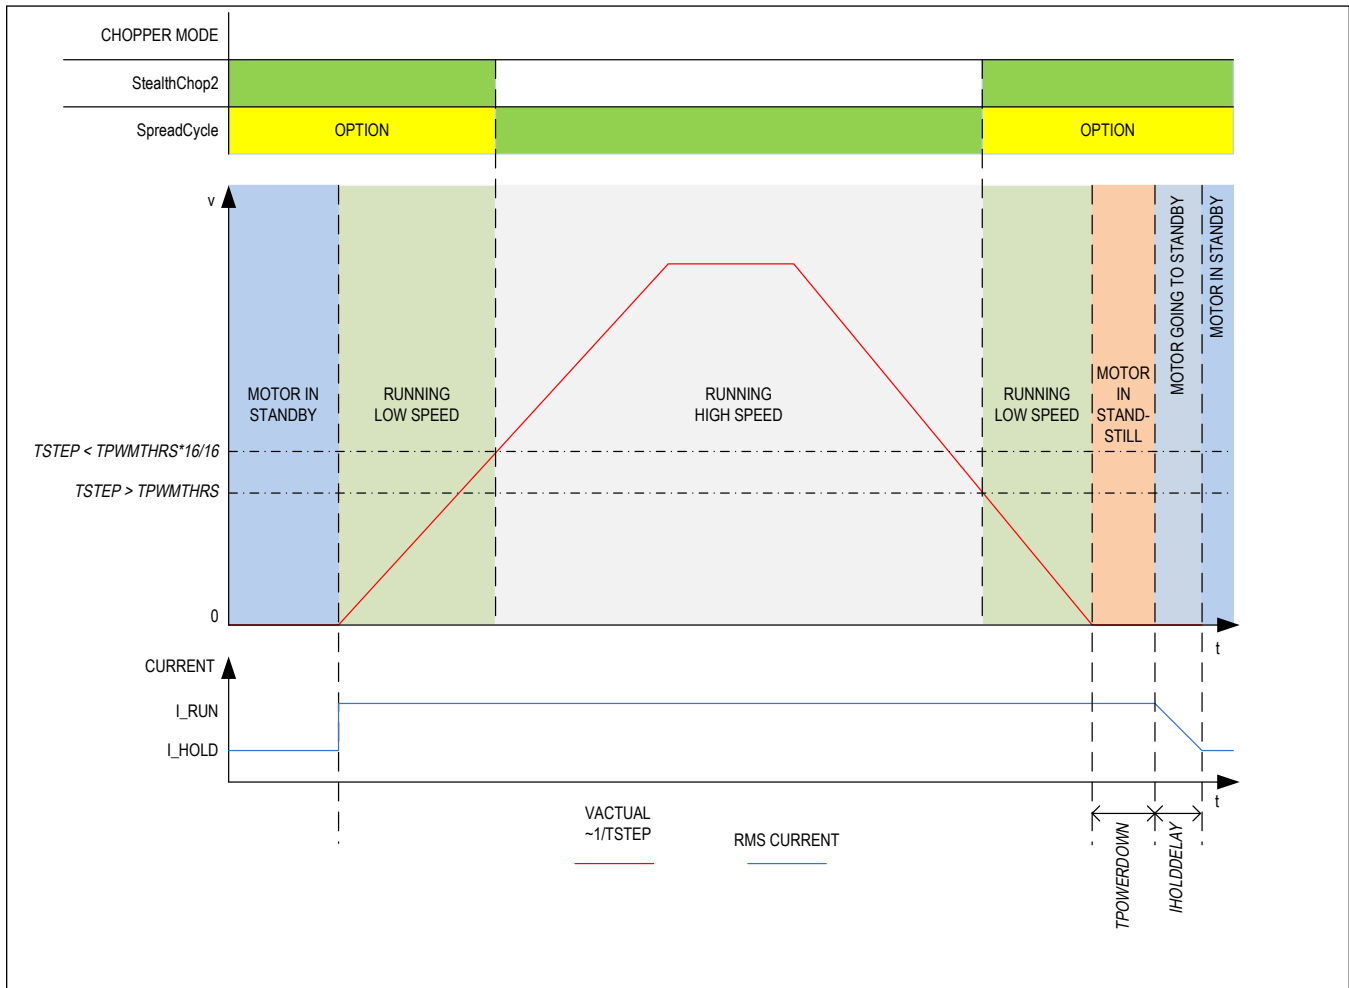 CHOPPER MODE
StealthChop2
SpreadCycle
OPTION
OPTION
v
MOTOR IN
STANDBY
RUNNING
LOW SPEED
RUNNING
HIGH SPEED
RUNNING
LOW SPEED
MOTOR
IN
STAND-
STILL
MOTOR GOING TO STANDBY
MOTOR IN STANDBY
TSTEP < TPWMTHRS*16/16
TSTEP > TPWMTHRS
0
t
CURRENT
I_RUN
I_HOLD
t
VACTUAL
~1/TSTEP
RMS CURRENT
TPOWERDOWN
IHOLDDELAY